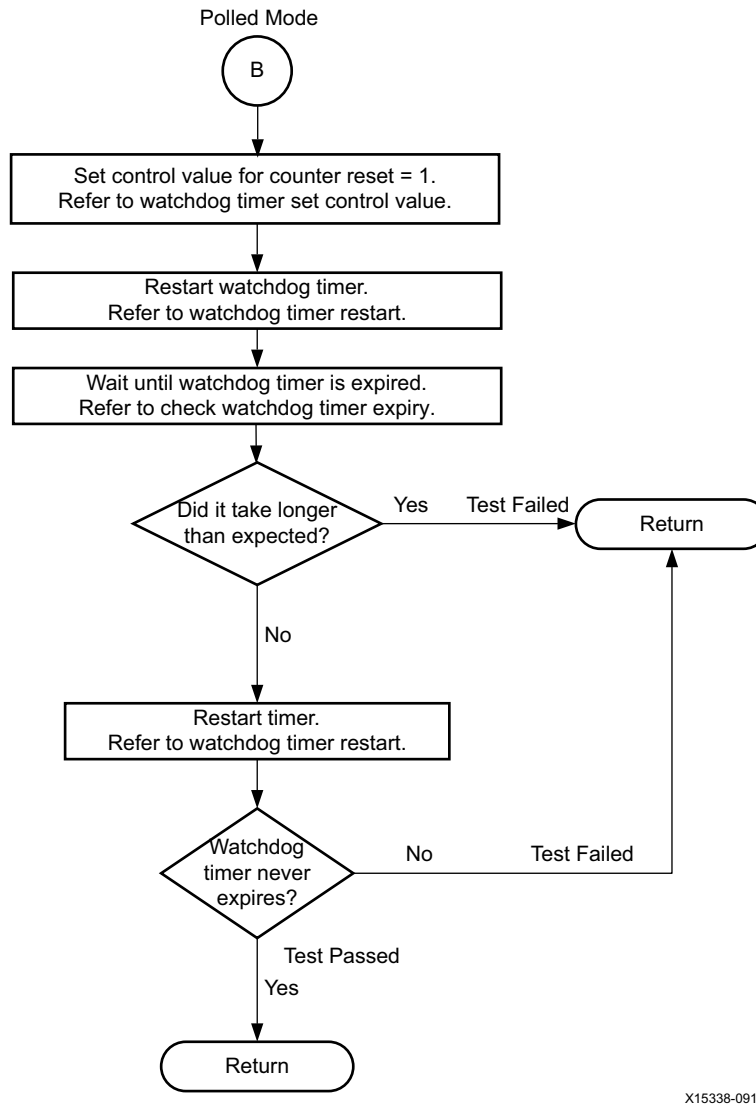 Polled Mode
B
Set control value for counter reset = 1.
Refer to watchdog timer set control value.
Restart watchdog timer.
Refer to watchdog timer restart.
Wait until watchdog timer is expired.
Refer to check watchdog timer expiry.
Did it take longer
than expected?
Yes
Test Failed
Return
No
Restart timer.
Refer to watchdog timer restart.
Watchdog
timer never
expires?
No
Test Failed
Test Passed
Yes
Return
X15338-091